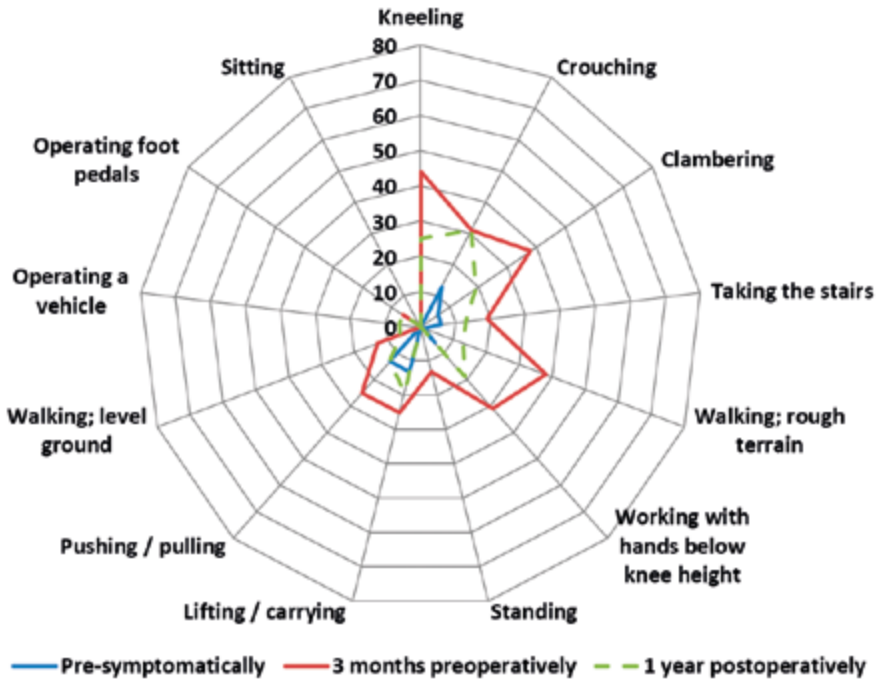 Kneeling
80
Sitting
Crouching
70
60
Operating foot
pedals
Clambering
50
40
30
Operating a
vehicle
20
Taking the stairs
10
0
Walking; level
ground
Walking; rough
terrain
Pushing / pulling
Working with
hands below
knee height
Lifting / carrying
Standing
Pre-symptomatically
3 months preoperatively
1 year postoperatively